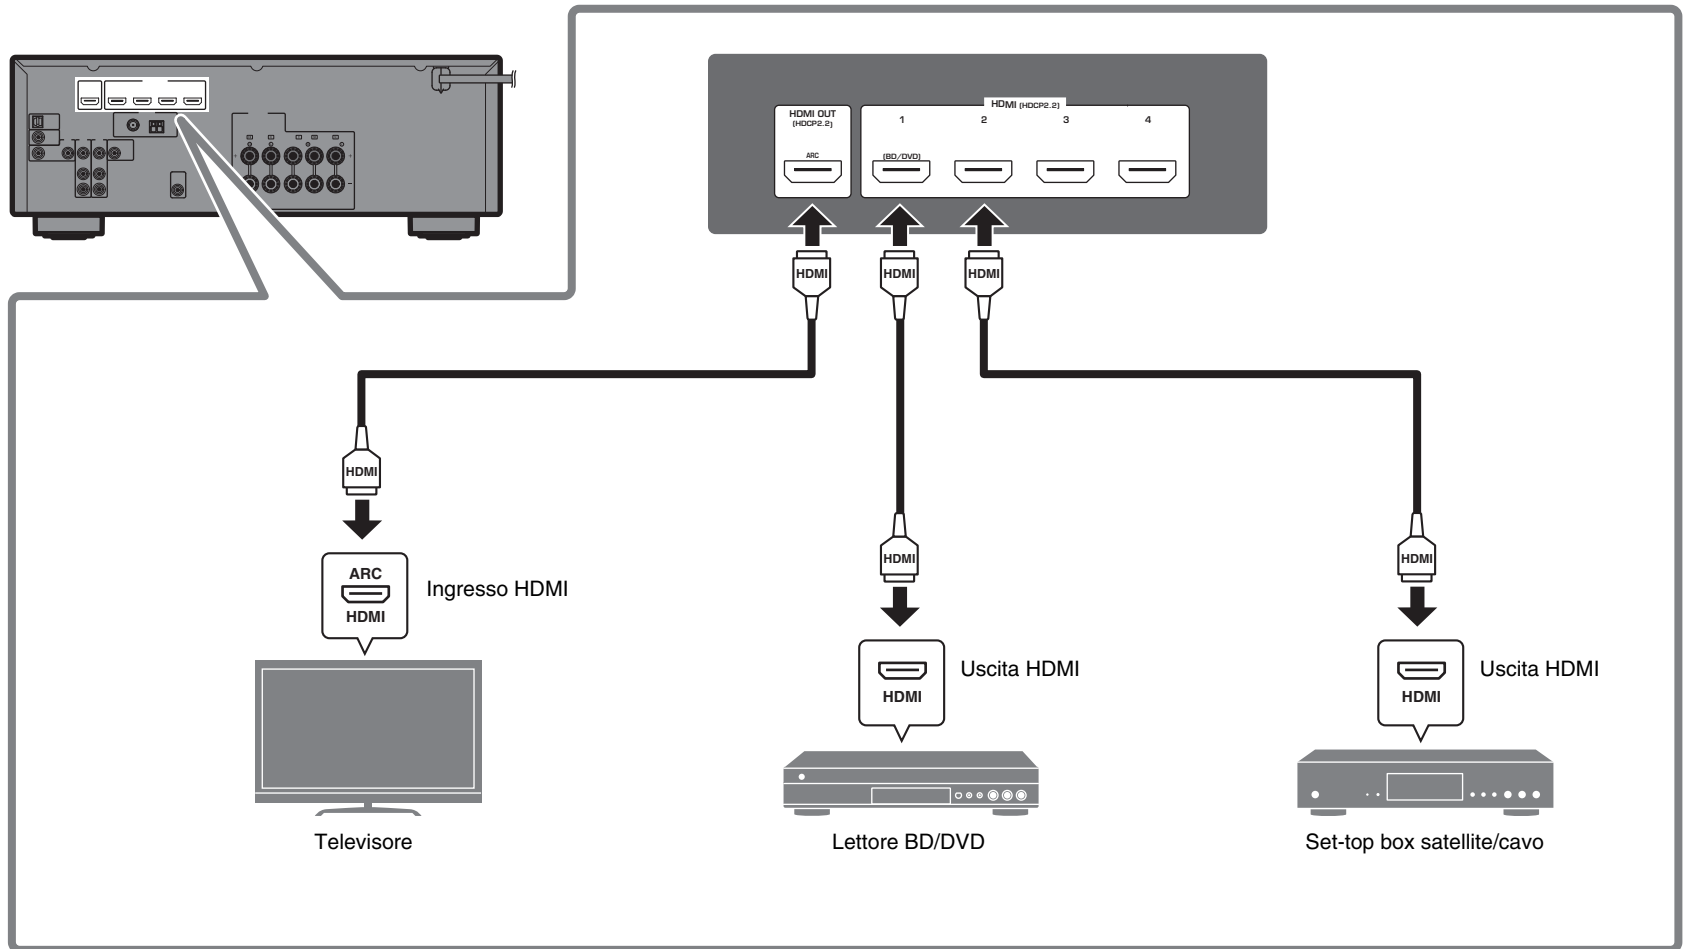 HDMI (HDCP2.2)
HDMI OUT
(HDCP2.2)
1
2
3
4
ARC
(BD/DVD)
HDMI
HDMI
HDMI
HDMI
ARC
HDMI
Ingresso HDMI
HDMI
HDMI
HDMI
Uscita HDMI
HDMI
Uscita HDMI
Televisore
Lettore BD/DVD
Set-top box satellite/cavo